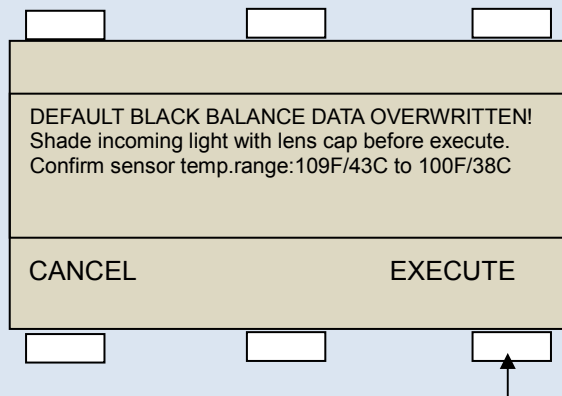 DEFAULT BLACK BALANCE DATA OVERWRITTEN!
Shade incoming light with lens cap before execute.
Confirm sensor temp.range:109F/43C to 100F/38C
CANCEL EXECUTE